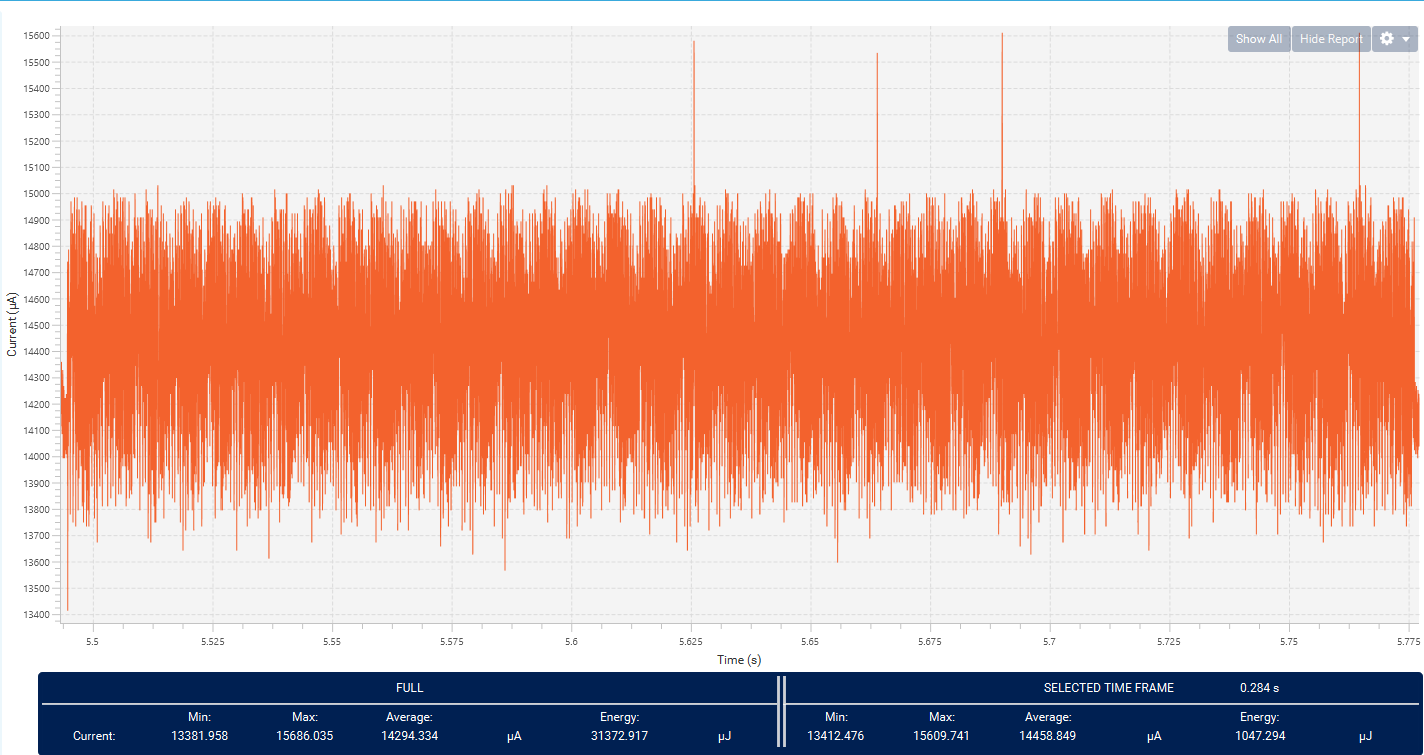 Show All Hide Report
15600
15500
15400
15300
15200
15100
15000
14900
14800
14700
14600
14500
14400
14300
14200
14100
14000
13900
13800
13700
13600
13500
13400
Current (µA)
5.5 5.525 5.55 5.575 5.6 5.625 5.65 5.675 5.7 5.725 5.75 5.775
Time (s)
FULL
Min: Max: Average: Energy:
Current: 13381.958 15686.035 14294.334 µA 31372.917 µJ
SELECTED TIME FRAME 0.284 s
Min: Max: Average: Energy:
13412.476 15609.741 14458.849 µA 1047.294 µJ